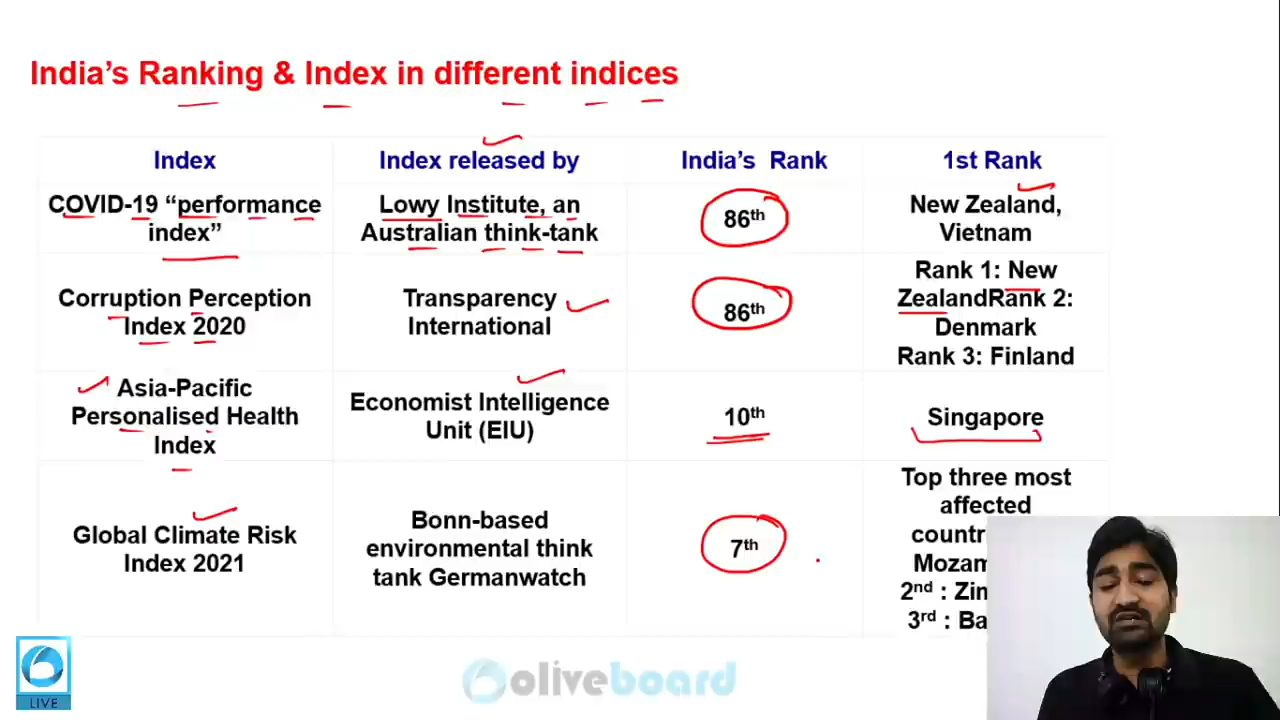 India's Ranking & Index in different indices
Index
Index released by
India's Rank
1st Rank
COVID-19 “performance
index”
Lowy Institute, an
Australian think-tank
86th
New Zealand,
Vietnam
Corruption Perception
Index 2020
Transparency
International
86th
Rank 1: New
ZealandRank 2:
Denmark
Rank 3: Finland
Asia-Pacific
Personalised Health
Index
Economist Intelligence
Unit (EIU)
10th
Singapore
Global Climate Risk
Index 2021
Bonn-based
environmental think
tank Germanwatch
7th
Top three most
affected
2nd :
3rd :
LIVE
oliveboard